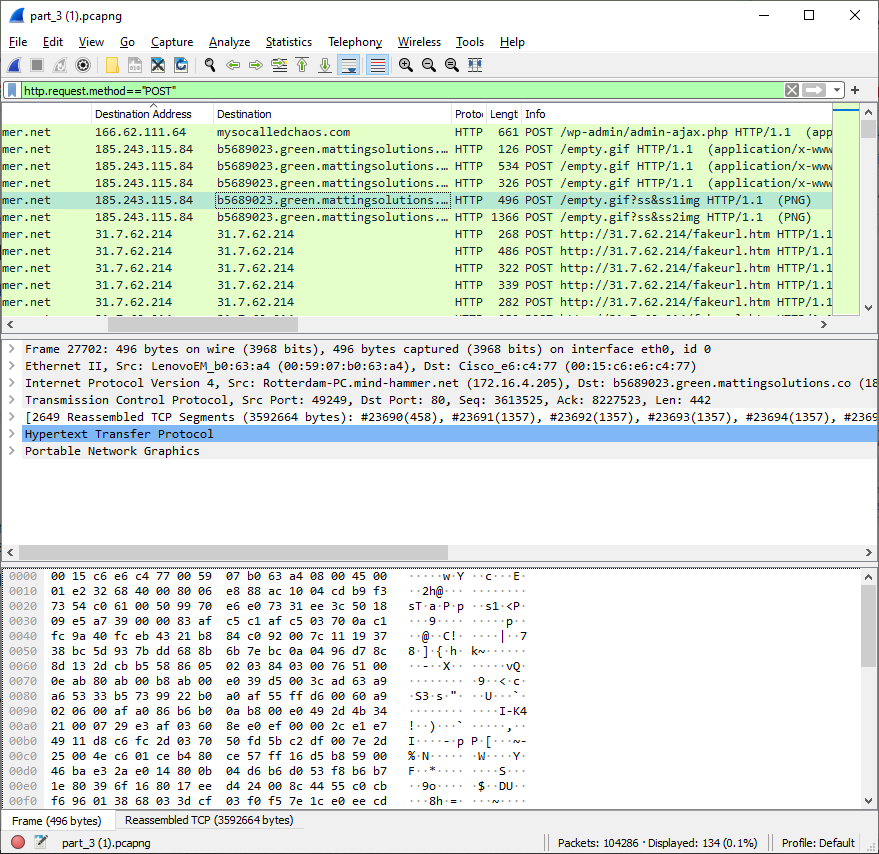 part_3 (1).pcapng
File Edit View Go Capture Analyze Statistics Telephony Wireless Tools Help
http.request.method=="POST"
Destination Address Destination Protoc Lengt Info
mer.net 166.62.111.64 mysocalledchaos.com HTTP 661 POST /wp-admin/admin-ajax.php HTTP/1.1 (app
mer.net 185.243.115.84 b5689023.green.mattingsolutions.... HTTP 126 POST /empty.gif HTTP/1.1 (application/x-www
mer.net 185.243.115.84 b5689023.green.mattingsolutions.... HTTP 534 POST /empty.gif HTTP/1.1 (application/x-www
mer.net 185.243.115.84 b5689023.green.mattingsolutions.... HTTP 326 POST /empty.gif HTTP/1.1 (application/x-www
mer.net 185.243.115.84 b5689023.green.mattingsolutions.... HTTP 496 POST /empty.gif?ss&ss1img HTTP/1.1 (PNG)
mer.net 185.243.115.84 b5689023.green.mattingsolutions.... HTTP 1366 POST /empty.gif?ss&ss2img HTTP/1.1 (PNG)
mer.net 31.7.62.214 31.7.62.214 HTTP 268 POST http://31.7.62.214/fakeurl.htm HTTP/1.1
mer.net 31.7.62.214 31.7.62.214 HTTP 486 POST http://31.7.62.214/fakeurl.htm HTTP/1.1
mer.net 31.7.62.214 31.7.62.214 HTTP 322 POST http://31.7.62.214/fakeurl.htm HTTP/1.1
mer.net 31.7.62.214 31.7.62.214 HTTP 339 POST http://31.7.62.214/fakeurl.htm HTTP/1.1
mer.net 31.7.62.214 31.7.62.214 HTTP 282 POST http://31.7.62.214/fakeurl.htm HTTP/1.1
Frame 27702: 496 bytes on wire (3968 bits), 496 bytes captured (3968 bits) on interface eth0, id 0
Ethernet II, Src: LenovoEM_b0:63:a4 (00:59:07:b0:63:a4), Dst: Cisco_e6:c4:77 (00:15:c6:e6:c4:77)
Internet Protocol Version 4, Src: Rotterdam-PC.mind-hammer.net (172.16.4.205), Dst: b5689023.green.mattingsolutions.co (18
Transmission Control Protocol, Src Port: 49249, Dst Port: 80, Seq: 3613525, Ack: 8227523, Len: 442
[2649 Reassembled TCP Segments (3592664 bytes): #23690(458), #23691(1357), #23692(1357), #23693(1357), #23694(1357), #2369
Hypertext Transfer Protocol
Portable Network Graphics
0000 00 15 c6 e6 c4 77 00 59 07 b0 63 a4 08 00 45 00 ·····w·Y ··c···E·
0010 01 e2 32 68 40 00 80 06 e8 88 ac 10 04 cd b9 f3 ··2h@··· ········
0020 73 54 c0 61 00 50 99 70 e6 e0 73 31 ee 3c 50 18 sT·a·P·p ··s1·<P·
0030 09 e5 a7 39 00 00 83 af c5 c1 af c5 03 70 0a c1 ···9···· ·····p··
0040 fc 9a 40 fc eb 43 21 b8 84 c0 92 00 7c 11 19 37 ··@··C!· ····|··7
0050 38 bc 5d 93 7b dd 68 8b 6b 7e bc 0a 04 96 d7 8c 8·]·{·h· k~······
0060 8d 13 2d cb b5 58 86 05 02 03 84 03 00 76 51 00 ··-··X·· ·····vQ·
0070 0e ab 80 ab 00 b8 ab 00 e0 39 d5 00 3c ad 63 a9 ········ ·9··<·c·
0080 a6 53 33 b5 73 99 22 b0 a0 af 55 ff d6 00 60 a9 ·S3·s·"· ··U···`·
0090 02 06 00 af a0 86 b6 b0 0a b8 00 e0 49 2d 4b 34 ········ ····I-K4
00a0 21 00 07 29 e3 af 03 60 8e e0 ef 00 00 2c e1 e7 !··)···` ·····,··
00b0 49 11 d8 c6 fc 2d 03 70 50 fd 5b c2 df 00 7e 2d I····-·p P·[···~-
00c0 25 00 4e c6 01 ce b4 80 ce 57 ff 16 d5 b8 59 00 %·N····· ·W····Y·
00d0 46 ba e3 2a e0 14 80 0b 04 d6 b6 d0 53 f8 b6 b7 F··*···· ····S···
00e0 1e 80 39 6f 16 80 17 ee d4 24 00 8c 44 55 c0 cb ··9o···· ·$··DU··
00f0 f6 96 01 38 68 03 3d cf 03 f0 f5 7e 1c e0 ee cd ···8h·=· ···~····
Frame (496 bytes) Reassembled TCP (3592664 bytes)
part_3 (1).pcapng Packets: 104286 · Displayed: 134 (0.1%) Profile: Default